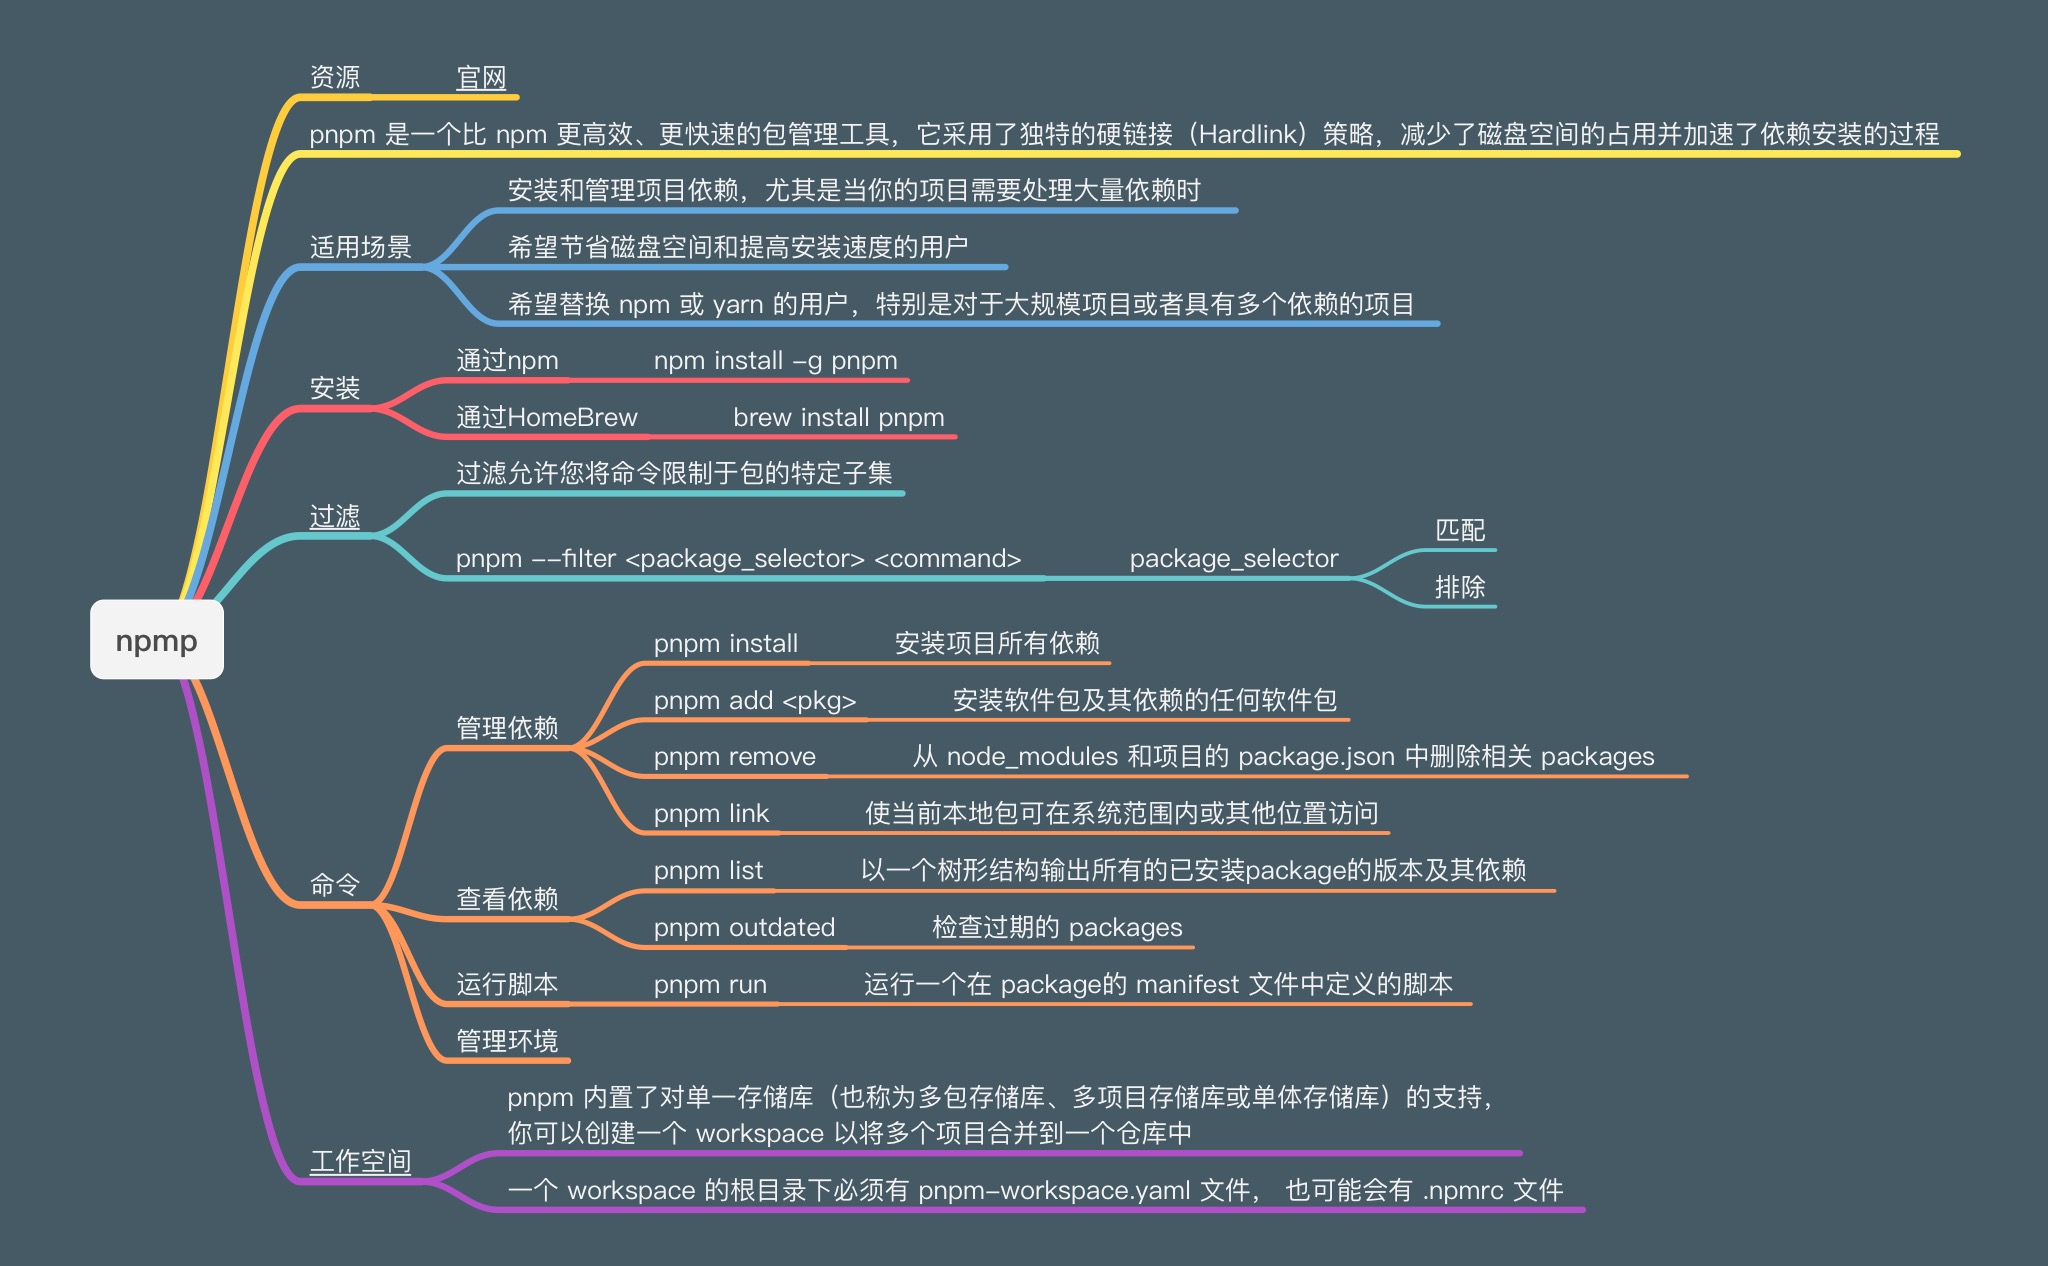 资源
官网
pnpm 是一个比 npm 更高效、更快速的包管理工具，它采用了独特的硬链接（Hardlink）策略，减少了磁盘空间的占用并加速了依赖安装的过程
适用场景
安装和管理项目依赖，尤其是当你的项目需要处理大量依赖时
希望节省磁盘空间和提高安装速度的用户
希望替换 npm 或 yarn 的用户，特别是对于大规模项目或者具有多个依赖的项目
安装
通过npm
npm install -g pnpm
通过HomeBrew
brew install pnpm
过滤
过滤允许您将命令限制于包的特定子集
pnpm --filter <package_selector> <command>
package_selector
匹配
排除
npmp
命令
管理依赖
pnpm install
安装项目所有依赖
pnpm add <pkg>
安装软件包及其依赖的任何软件包
pnpm remove
从 node_modules 和项目的 package.json 中删除相关 packages
pnpm link
使当前本地包可在系统范围内或其他位置访问
查看依赖
pnpm list
以一个树形结构输出所有的已安装package的版本及其依赖
pnpm outdated
检查过期的 packages
运行脚本
pnpm run
运行一个在 package的 manifest 文件中定义的脚本
管理环境
工作空间
pnpm 内置了对单一存储库（也称为多包存储库、多项目存储库或单体存储库）的支持，
你可以创建一个 workspace 以将多个项目合并到一个仓库中
一个 workspace 的根目录下必须有 pnpm-workspace.yaml 文件， 也可能会有 .npmrc 文件